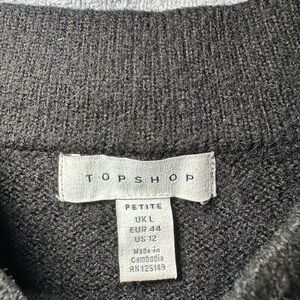 TOPSHOP
PETITE
UK L
EUR 44
US 12
Made in
Cambodia
RN 125149